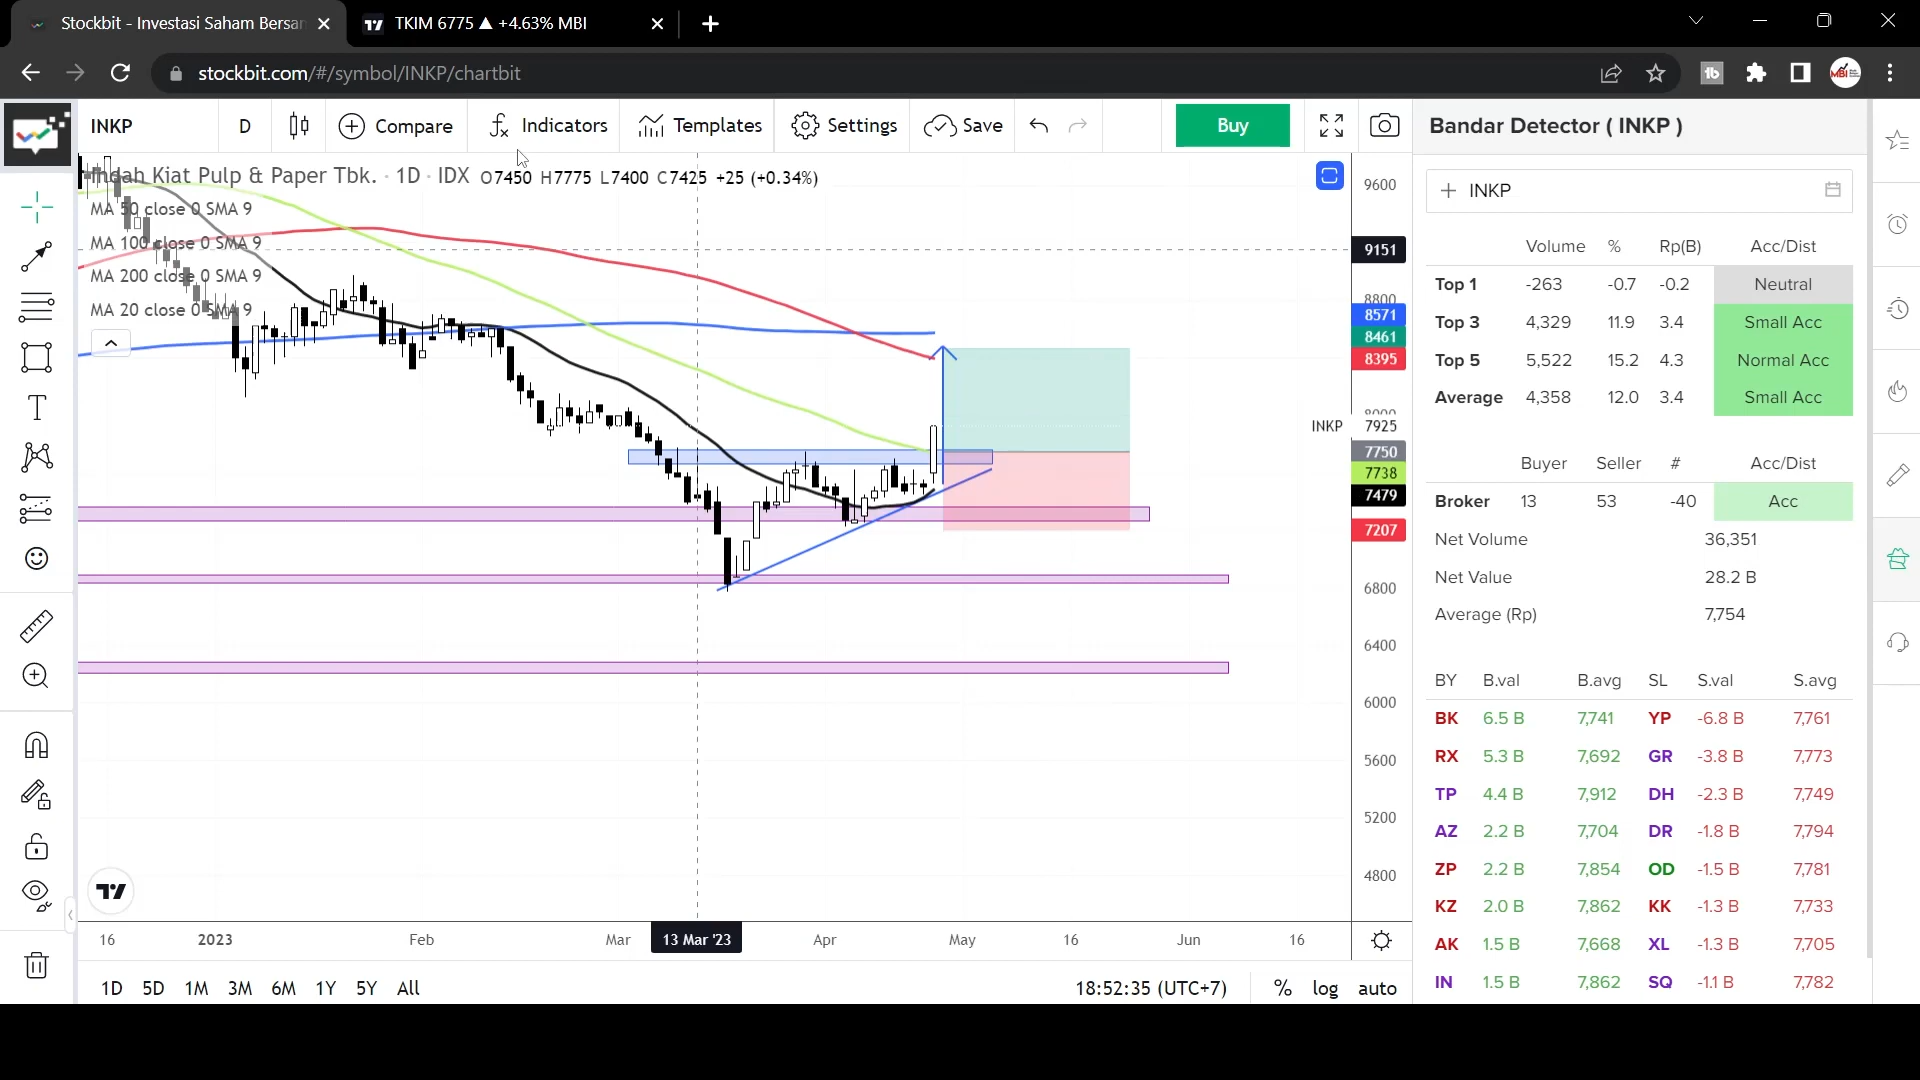 Stockbit - Investasi Saham Bersar
TKIM 6775 ▲ +4.63% MBI
stockbit.com/#/symbol/INKP/chartbit
INKP D Compare Indicators Templates Settings Save Buy
Indah Kiat Pulp & Paper Tbk. · 1D · IDX O7450 H7775 L7400 C7425 +25 (+0.34%)
MA 50 close 0 SMA 9
MA 100 close 0 SMA 9
MA 200 close 0 SMA 9
MA 20 close 0 SMA 9
9600
9151
8800
8571
8461
8395
8000
INKP 7925
7750
7738
7479
7207
6800
6400
6000
5600
5200
4800
16 2023 Feb Mar 13 Mar '23 Apr May 16 Jun 16
1D 5D 1M 3M 6M 1Y 5Y All 18:52:35 (UTC+7) % log auto
Bandar Detector ( INKP )
INKP
Volume % Rp(B) Acc/Dist
Top 1 -263 -0.7 -0.2 Neutral
Top 3 4,329 11.9 3.4 Small Acc
Top 5 5,522 15.2 4.3 Normal Acc
Average 4,358 12.0 3.4 Small Acc
Buyer Seller # Acc/Dist
Broker 13 53 -40 Acc
Net Volume 36,351
Net Value 28.2 B
Average (Rp) 7,754
BY B.val B.avg SL S.val S.avg
BK 6.5 B 7,741 YP -6.8 B 7,761
RX 5.3 B 7,692 GR -3.8 B 7,773
TP 4.4 B 7,912 DH -2.3 B 7,749
AZ 2.2 B 7,704 DR -1.8 B 7,794
ZP 2.2 B 7,854 OD -1.5 B 7,781
KZ 2.0 B 7,862 KK -1.3 B 7,733
AK 1.5 B 7,668 XL -1.3 B 7,705
IN 1.5 B 7,862 SQ -1.1 B 7,782